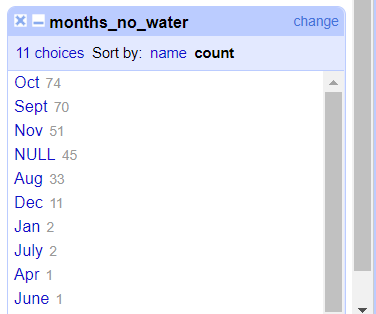 months_no_water change
11 choices Sort by: name count
Oct 74
Sept 70
Nov 51
NULL 45
Aug 33
Dec 11
Jan 2
July 2
Apr 1
June 1